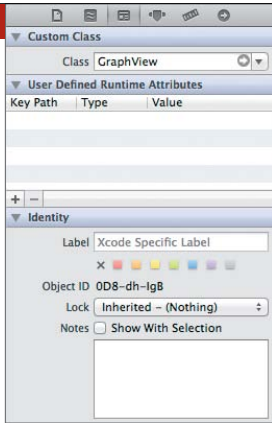 Custom Class
Class GraphView
User Defined Runtime Attributes
Key Path Type Value
+ −
Identity
Label Xcode Specific Label
×
Object ID 0D8-dh-IgB
Lock Inherited - (Nothing)
Notes Show With Selection